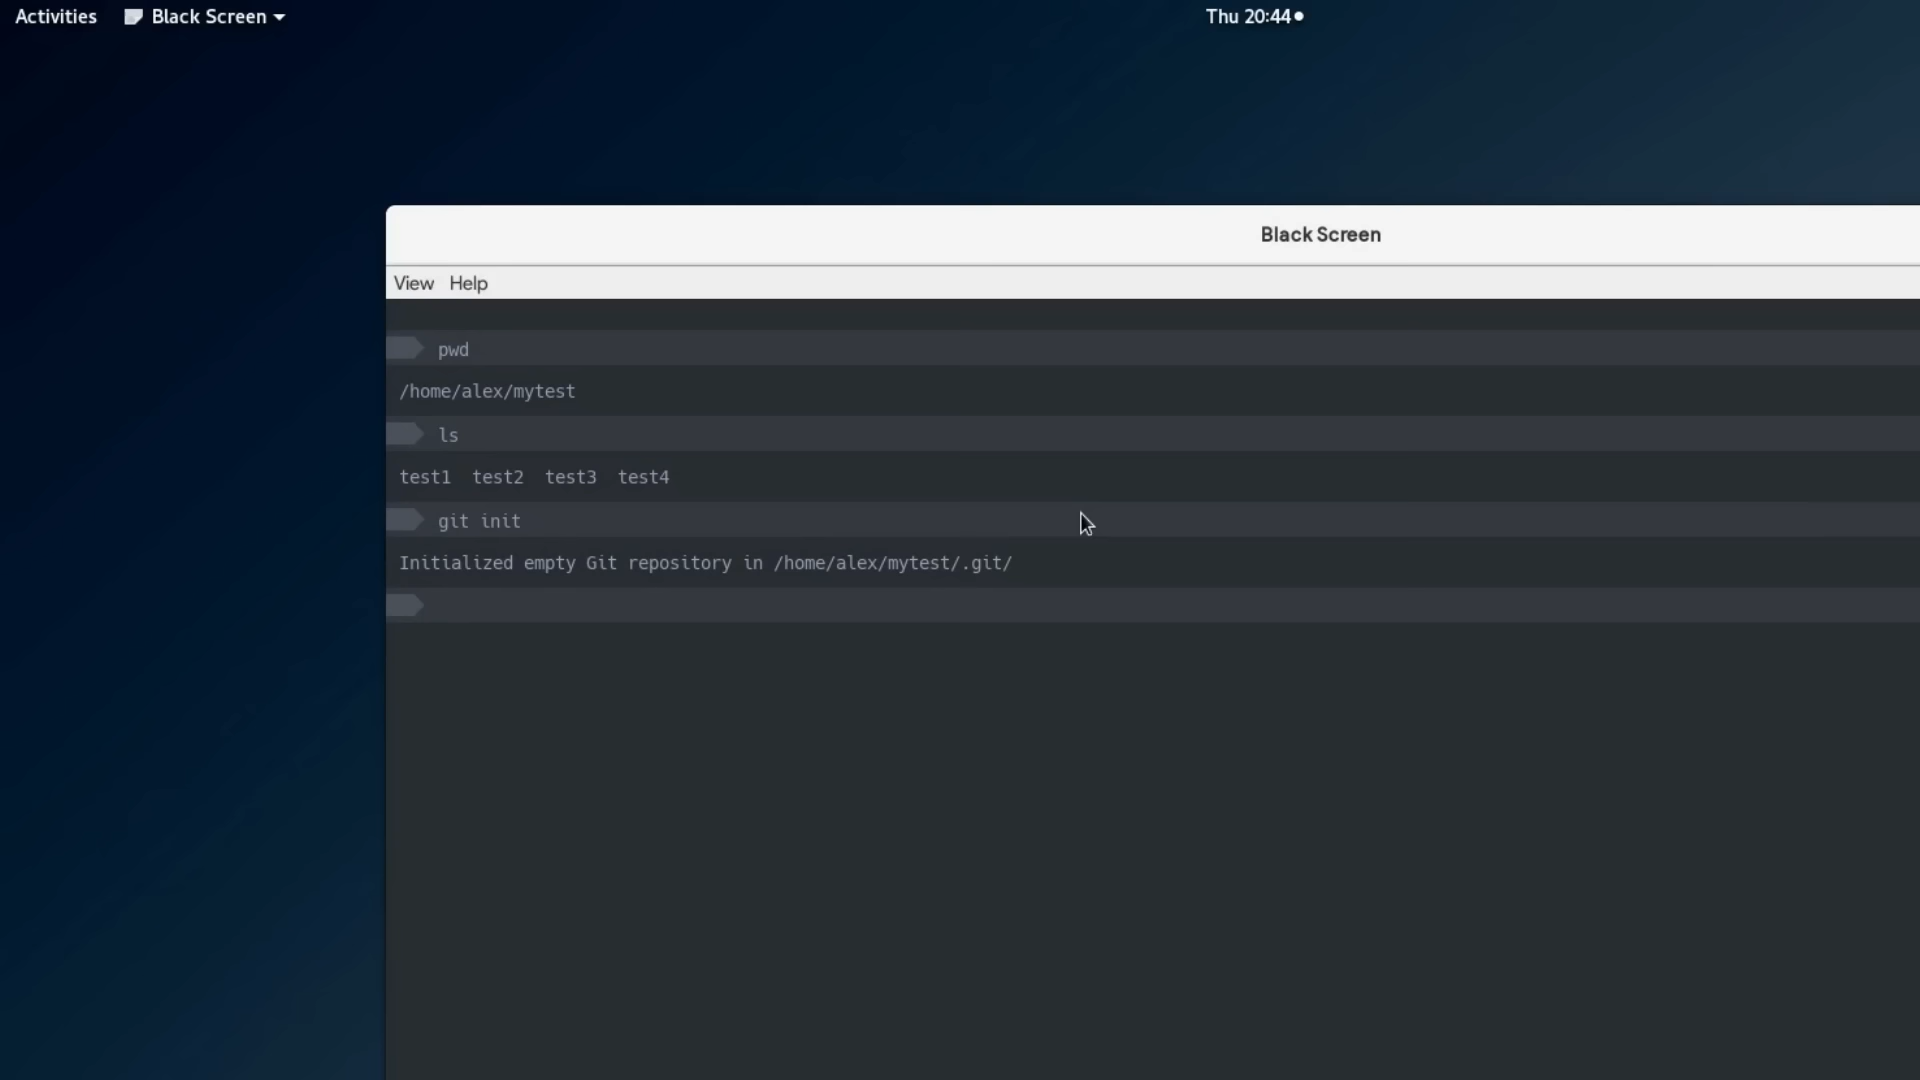 Activities Black Screen Thu 20:44
Black Screen
View Help
pwd
/home/alex/mytest
ls
test1 test2 test3 test4
git init
Initialized empty Git repository in /home/alex/mytest/.git/